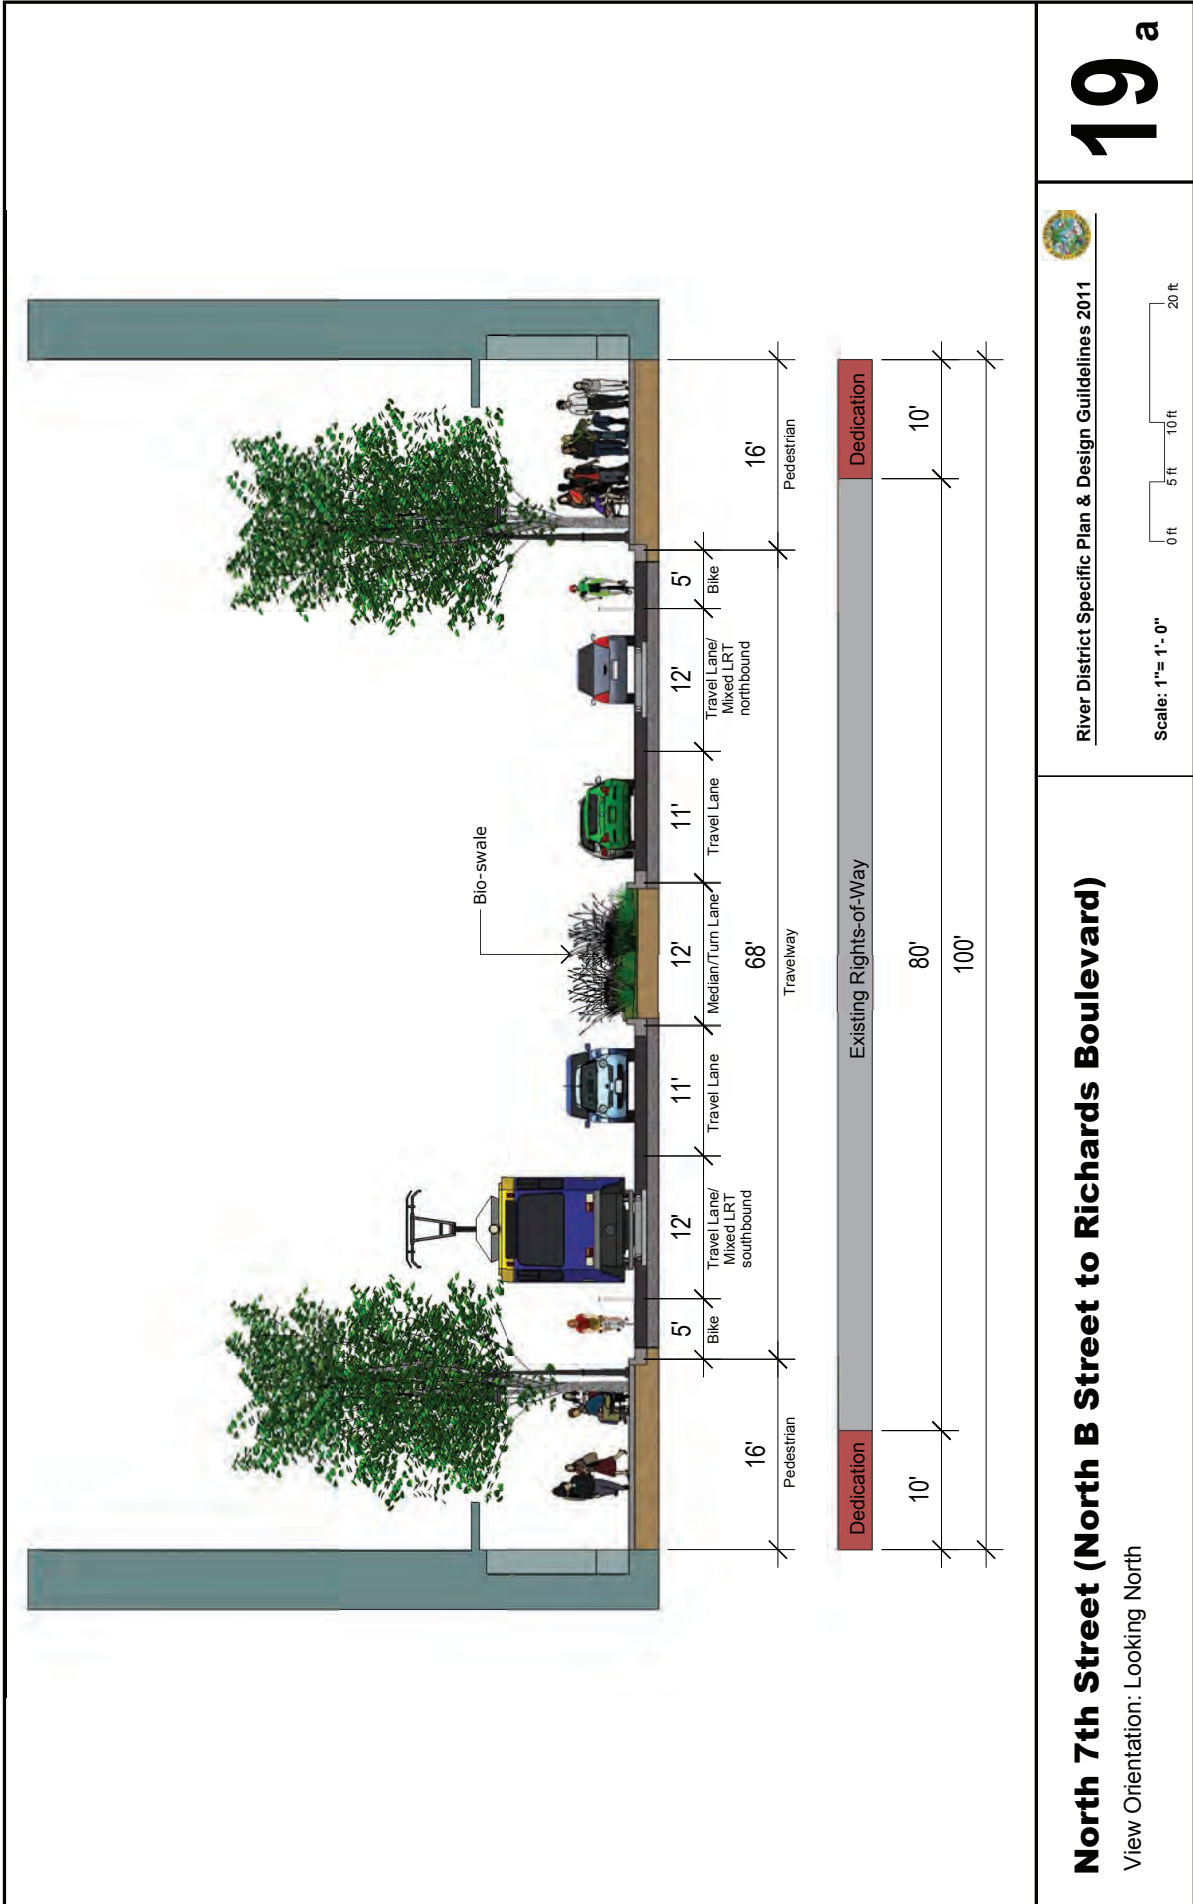 Bio-swale
5'
12'
11'
12'
11'
12'
5'
Bike
Travel Lane/
Mixed LRT
southbound
Travel Lane
Median/Turn Lane
Travel Lane
Travel Lane/
Mixed LRT
northbound
Bike
16'
68'
16'
Pedestrian
Travelway
Pedestrian
Dedication
Existing Rights-of-Way
Dedication
10'
80'
10'
100'
North 7th Street (North B Street to Richards Boulevard)
View Orientation: Looking North
River District Specific Plan & Design Guildelines 2011
Scale: 1"= 1'- 0"
0 ft
5 ft
10 ft
20 ft
19 a